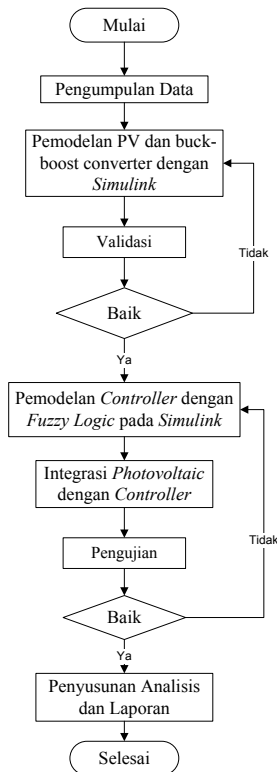 Mulai
Pengumpulan Data
Pemodelan PV dan buck-
boost converter dengan
Simulink
Validasi
Tidak
Baik
Ya
Pemodelan Controller dengan
Fuzzy Logic pada Simulink
Integrasi Photovoltaic
dengan Controller
Pengujian
Tidak
Baik
Ya
Penyusunan Analisis
dan Laporan
Selesai